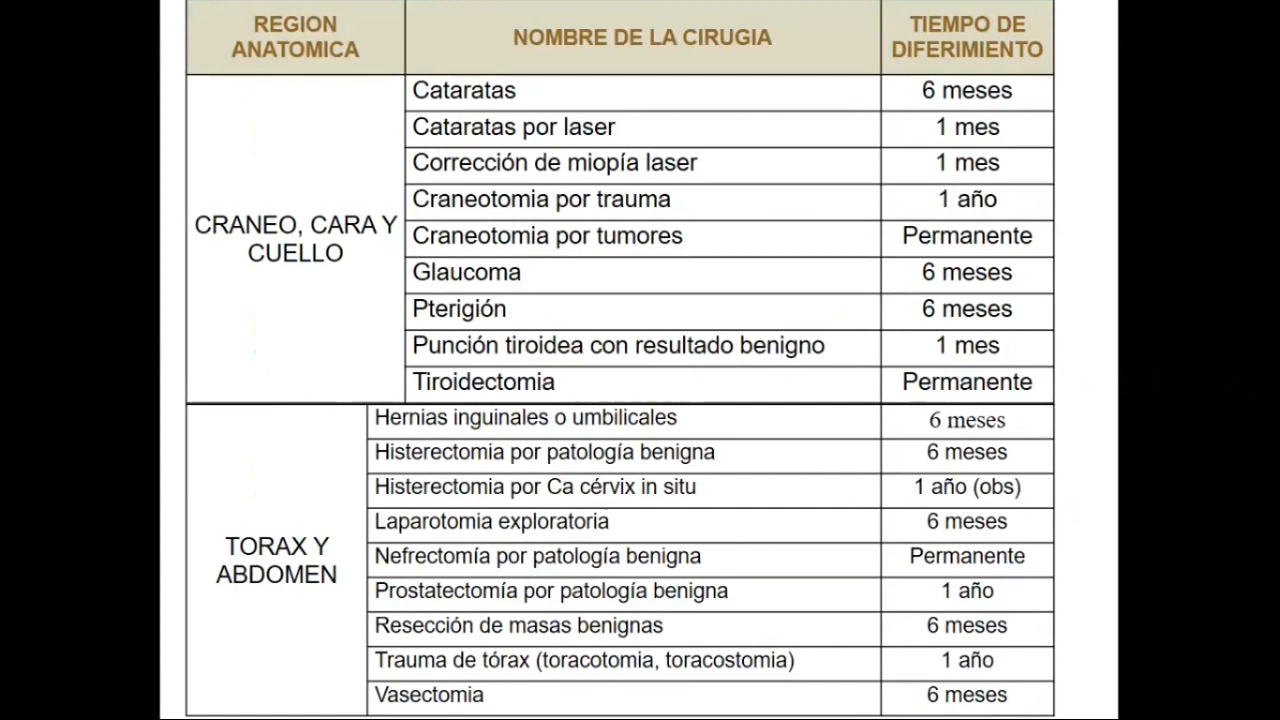 REGION ANATOMICA NOMBRE DE LA CIRUGIA TIEMPO DE DIFERIMIENTO
CRANEO, CARA Y CUELLO
Cataratas 6 meses
Cataratas por laser 1 mes
Corrección de miopía laser 1 mes
Craneotomia por trauma 1 año
Craneotomia por tumores Permanente
Glaucoma 6 meses
Pterigión 6 meses
Punción tiroidea con resultado benigno 1 mes
Tiroidectomia Permanente
TORAX Y ABDOMEN
Hernias inguinales o umbilicales 6 meses
Histerectomia por patología benigna 6 meses
Histerectomia por Ca cérvix in situ 1 año (obs)
Laparotomia exploratoria 6 meses
Nefrectomía por patología benigna Permanente
Prostatectomía por patología benigna 1 año
Resección de masas benignas 6 meses
Trauma de tórax (toracotomia, toracostomia) 1 año
Vasectomia 6 meses